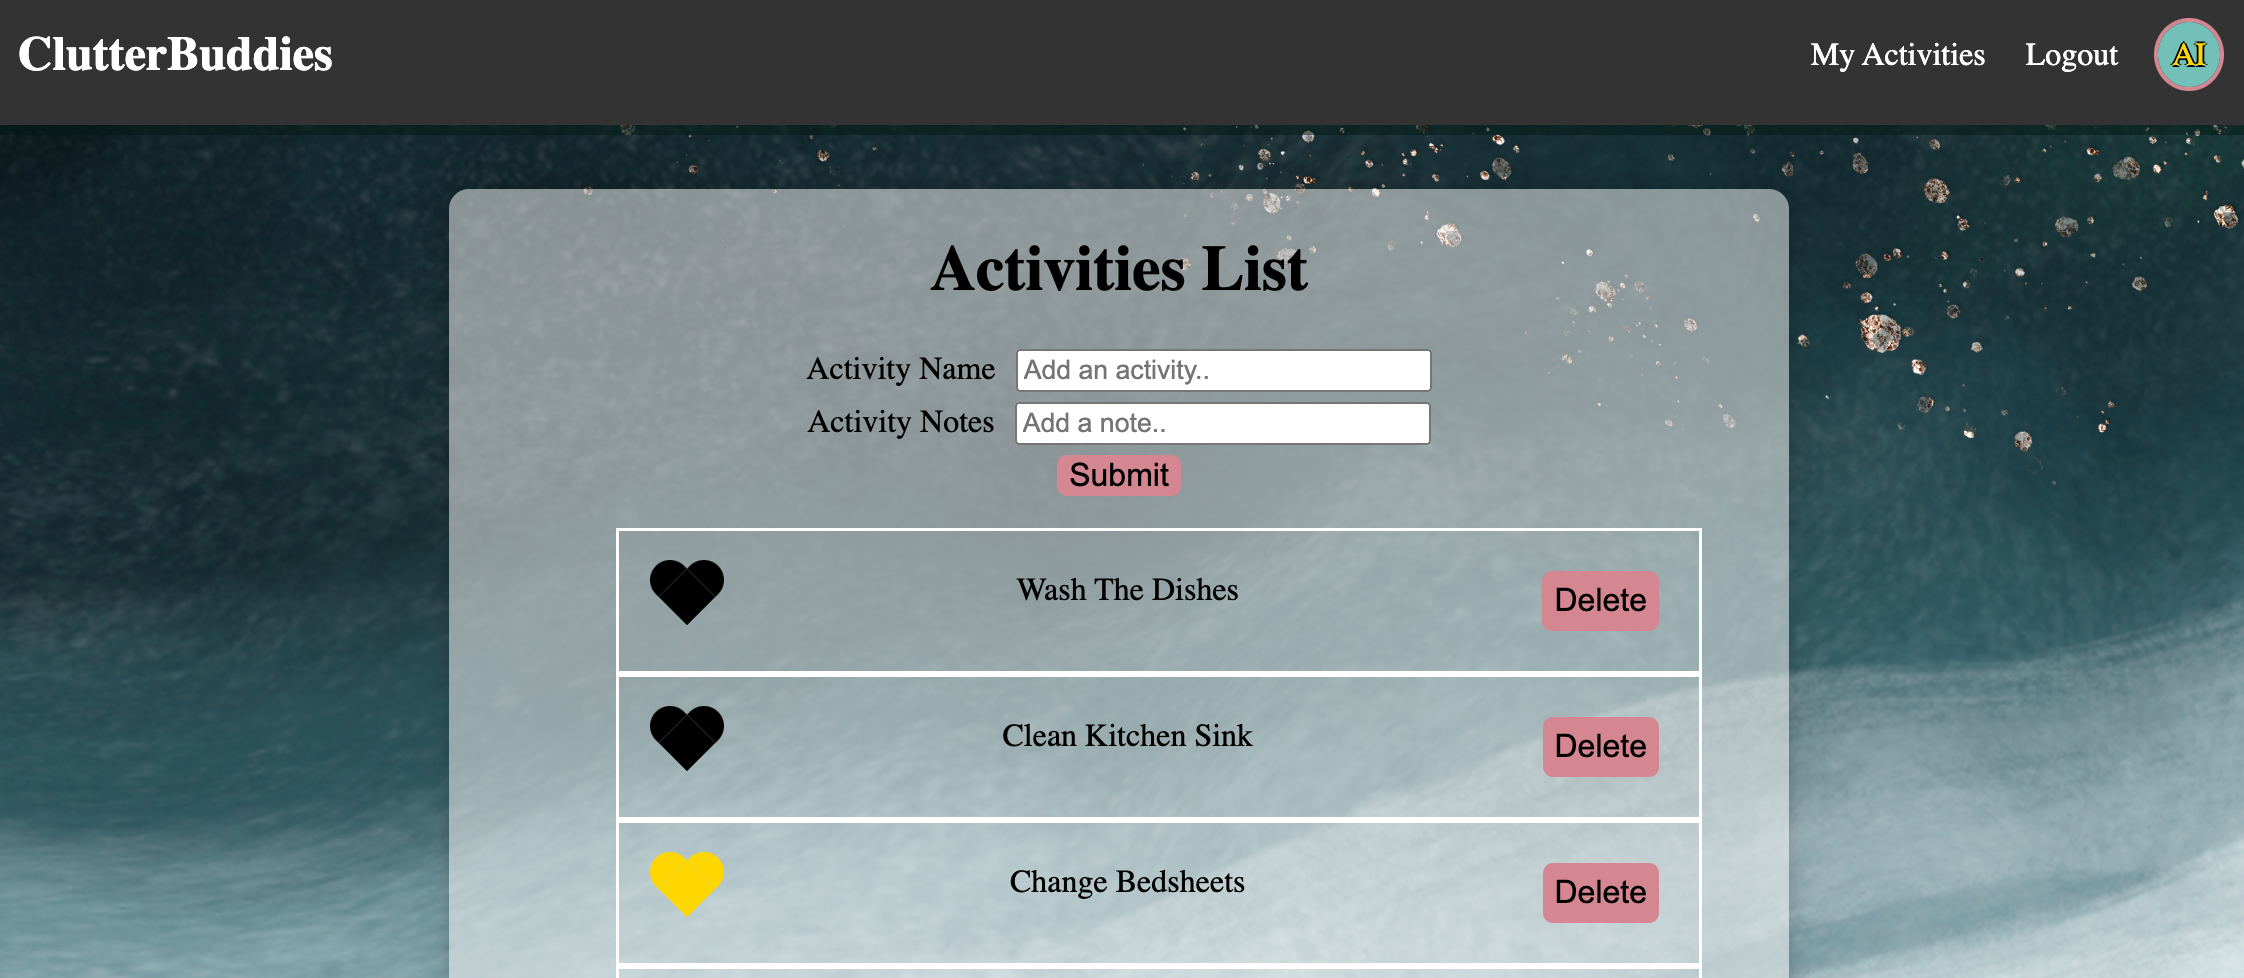 ClutterBuddies
My Activities Logout AI
Activities List
Activity Name Add an activity..
Activity Notes Add a note..
Submit
Wash The Dishes Delete
Clean Kitchen Sink Delete
Change Bedsheets Delete